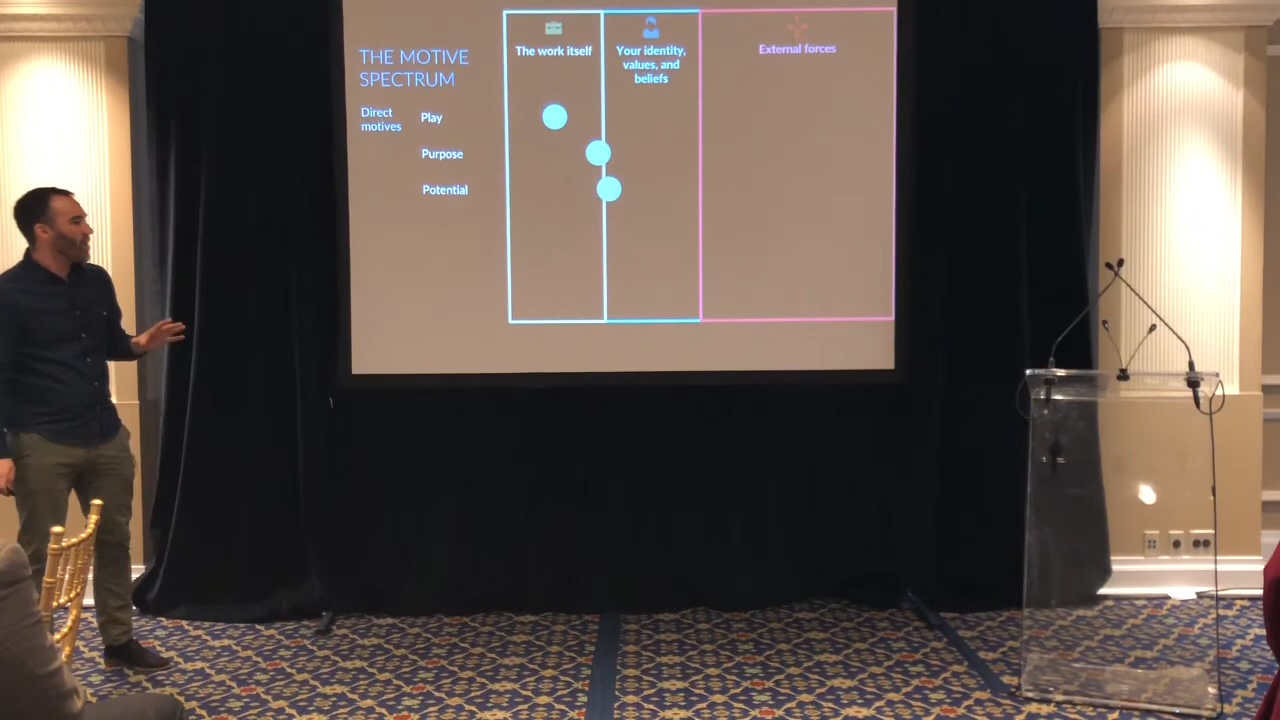 THE MOTIVE
SPECTRUM
The work itself
Your identity,
values, and
beliefs
External forces
Direct
motives
Play
Purpose
Potential